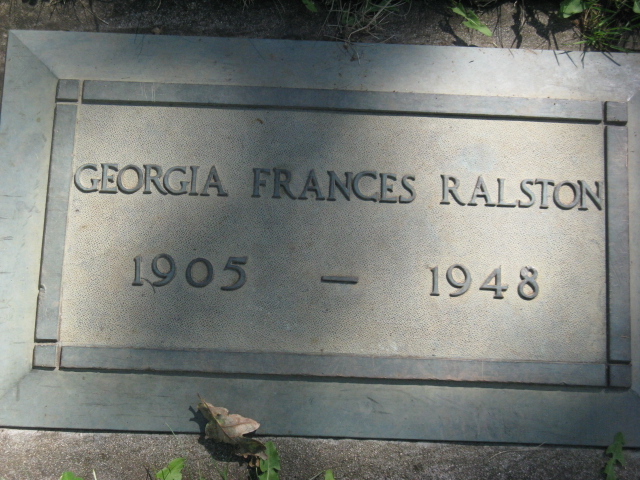 GEORGIA FRANCES RALSTON
1905 – 1948